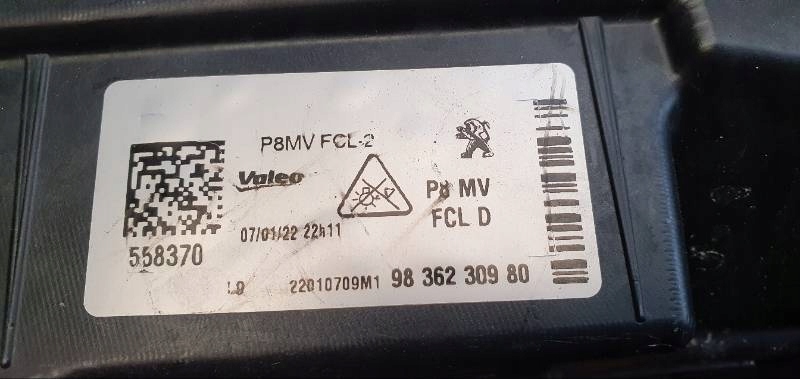 P8MV FCL-2
Valeo
P8 MV
FCL D
07/01/22 22h11
558370
L0 22010709M1 98 362 309 80